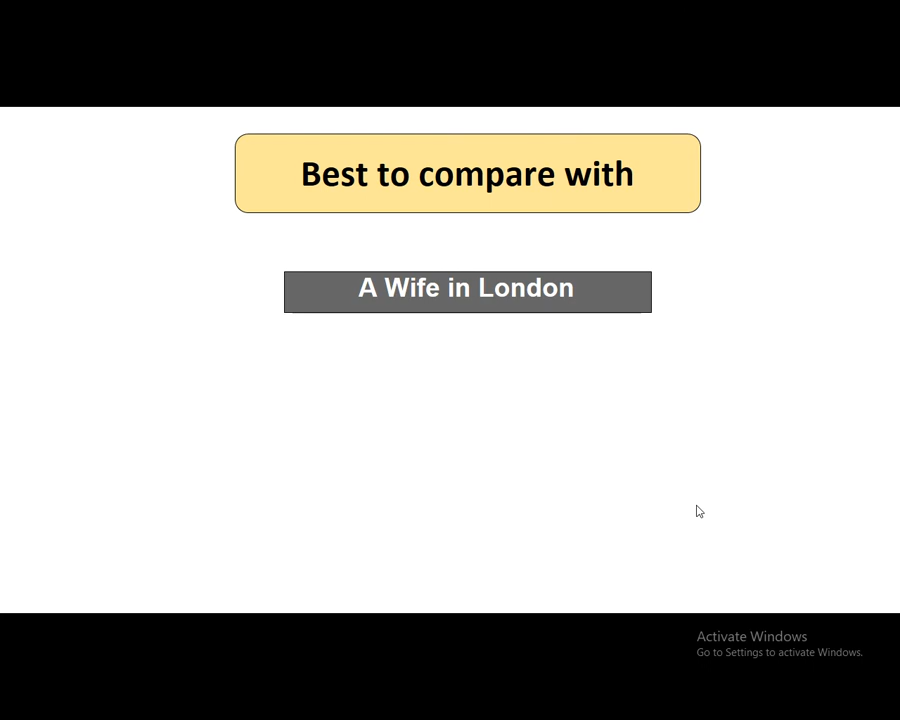 Best to compare with
A Wife in London
Activate Windows
Go to Settings to activate Windows.